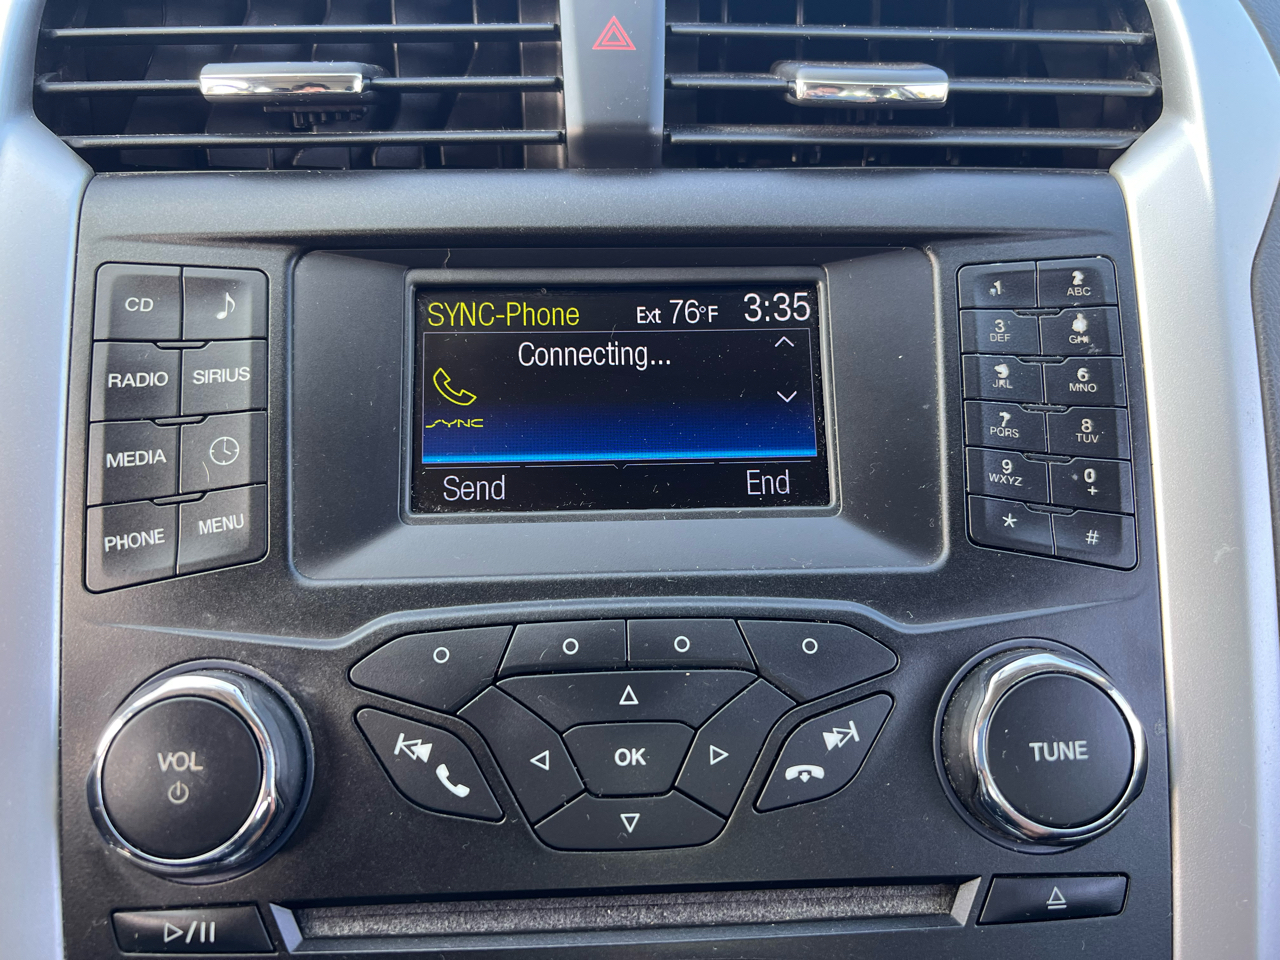 SYNC-Phone Ext 76°F 3:35
Connecting...
SYNC
Send End
CD
RADIO SIRIUS
MEDIA
PHONE MENU
1 2 ABC
3 DEF 4 GHI
5 JKL 6 MNO
7 PQRS 8 TUV
9 WXYZ 0 +
* #
VOL
OK
TUNE